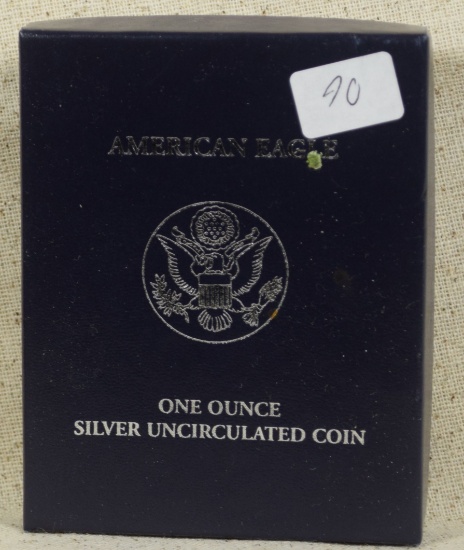 90
AMERICAN EAGLE
ONE OUNCE
SILVER UNCIRCULATED COIN